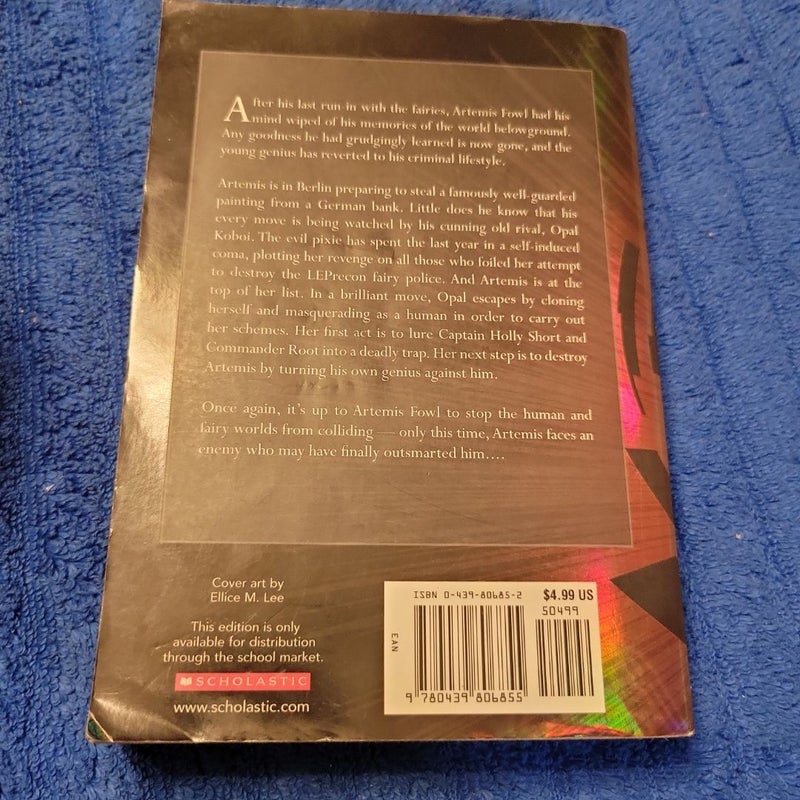 After his last run-in with the fairies, Artemis Fowl had his
mind wiped of his memories of the world belowground.
Any goodness he had grudgingly learned is now gone, and the
young genius has reverted to his criminal lifestyle.
Artemis is in Berlin preparing to steal a famously well-guarded
painting from a German bank. Little does he know that his
every move is being watched by his cunning old rival, Opal
Koboi. The evil pixie has spent the last year in a self-induced
coma, plotting her revenge on all those who foiled her attempt
to destroy the LEPrecon fairy police. And Artemis is at the
top of her list. In a brilliant move, Opal escapes by cloning
herself and masquerading as a human in order to carry out
her schemes. Her first act is to lure Captain Holly Short and
Commander Root into a deadly trap. Her next step is to destroy
Artemis by turning his own genius against him.
Once again, it's up to Artemis Fowl to stop the human and
fairy worlds from colliding — only this time, Artemis faces an
enemy who may have finally outsmarted him....
Cover art by
Ellice M. Lee
This edition is only
available for distribution
through the school market.
SCHOLASTIC
www.scholastic.com
ISBN 0-439-80685-2
$4.99 US
50499
EAN
9 780439 806855